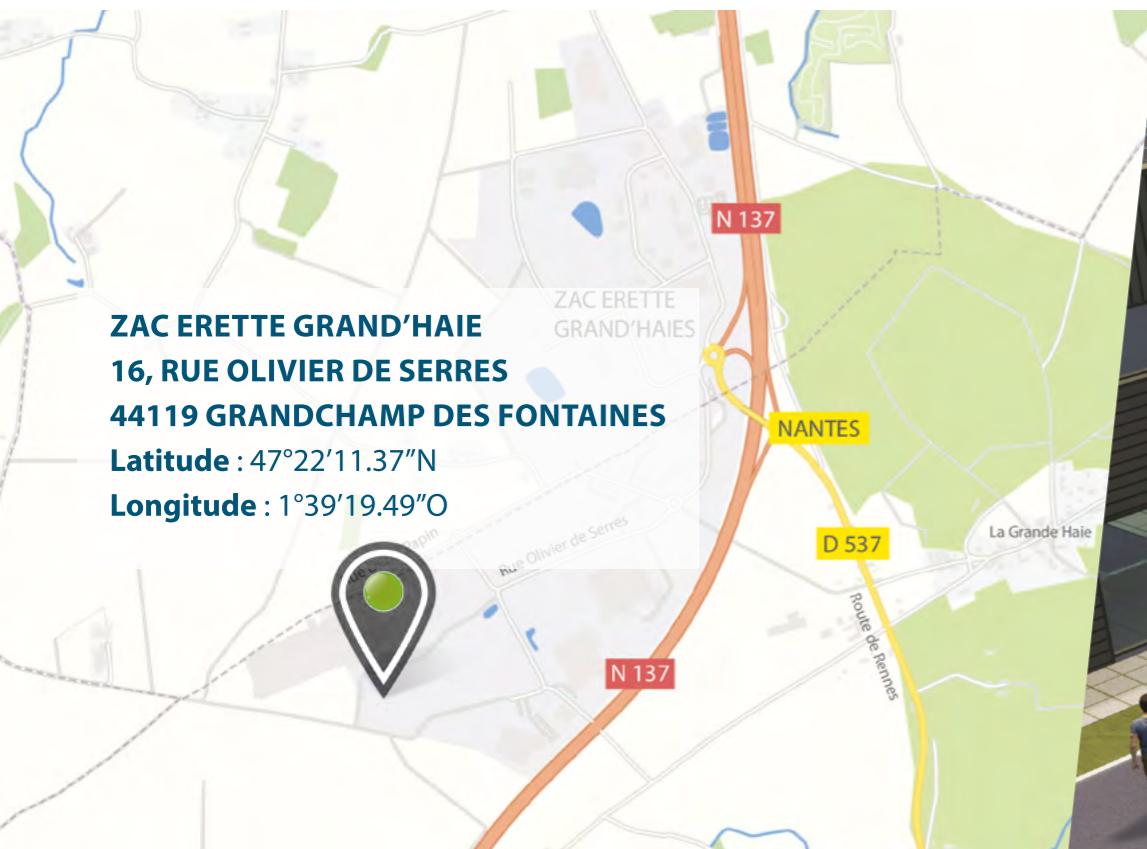 N 137
ZAC ERETTE
GRAND'HAIES
ZAC ERETTE GRAND’HAIE
16, RUE OLIVIER DE SERRES
44119 GRANDCHAMP DES FONTAINES
Latitude : 47°22’11.37”N
Longitude : 1°39’19.49”O
NANTES
D 537
La Grande Haie
Papin
Rue Olivier de Serres
Route de Rennes
N 137